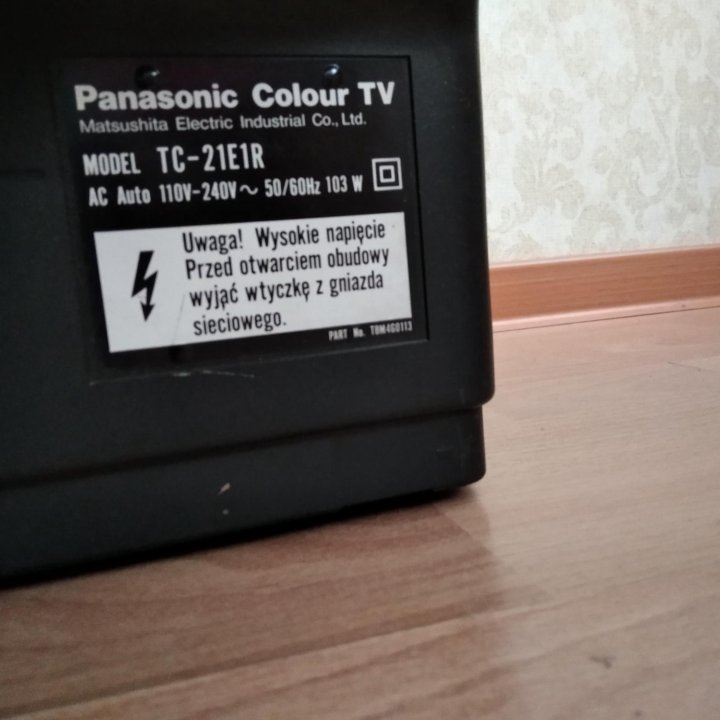 Panasonic Colour TV
Matsushita Electric Industrial Co., Ltd.
MODEL TC-21E1R
AC Auto 110V-240V~ 50/60Hz 103 W
Uwaga! Wysokie napięcie
Przed otwarciem obudowy
wyjąć wtyczkę z gniazda
sieciowego.
PART No. TBM4G0113